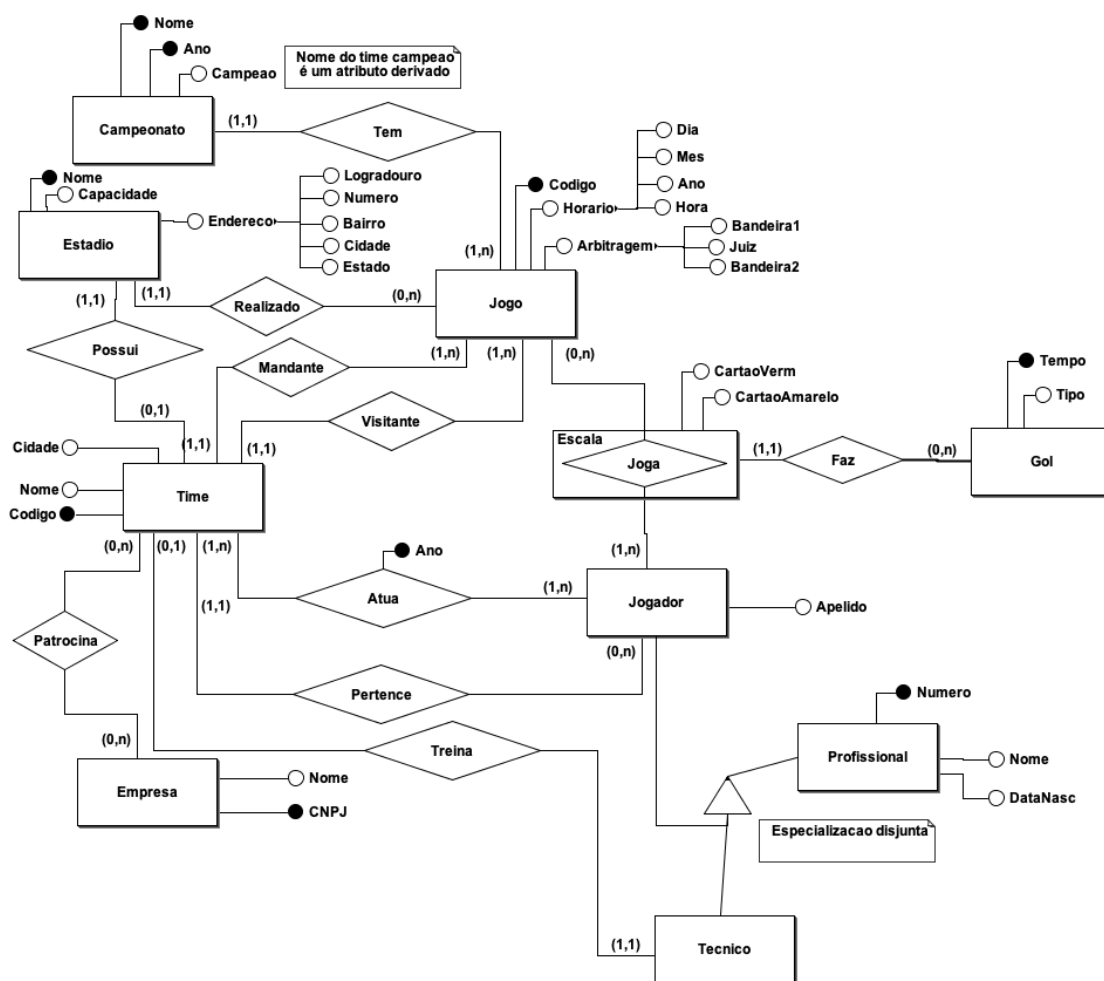 Nome
Ano
Campeao
Nome do time campeao
é um atributo derivado
Campeonato
(1,1)
Tem
Nome
Capacidade
Endereco
Logradouro
Numero
Bairro
Cidade
Estado
Estadio
Codigo
Horario
Dia
Mes
Ano
Hora
Arbitragem
Bandeira1
Juiz
Bandeira2
(1,n)
(1,1)
(1,1)
Realizado
(0,n)
Jogo
Possui
Mandante
(1,n)
(1,n)
(0,n)
Visitante
(0,1)
(1,1)
(1,1)
CartaoVerm
CartaoAmarelo
Escala
Joga
(1,1)
Faz
(0,n)
Tempo
Tipo
Gol
Cidade
Nome
Codigo
Time
(0,n)
(0,1)
(1,n)
(1,1)
Ano
Atua
(1,n)
(1,n)
Jogador
Apelido
(0,n)
Patrocina
Pertence
Treina
(0,n)
Empresa
Nome
CNPJ
Numero
Profissional
Nome
DataNasc
Especializacao disjunta
(1,1)
Tecnico